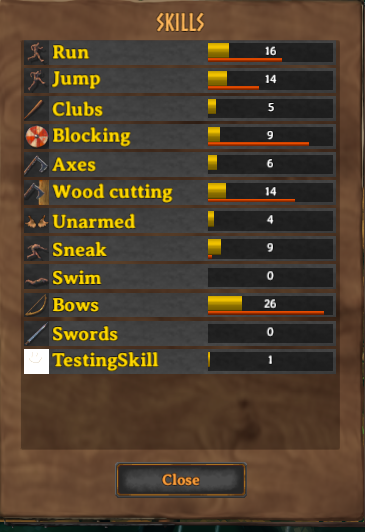 SKILLS
Run 16
Jump 14
Clubs 5
Blocking 9
Axes 6
Wood cutting 14
Unarmed 4
Sneak 9
Swim 0
Bows 26
Swords 0
TestingSkill 1
Close